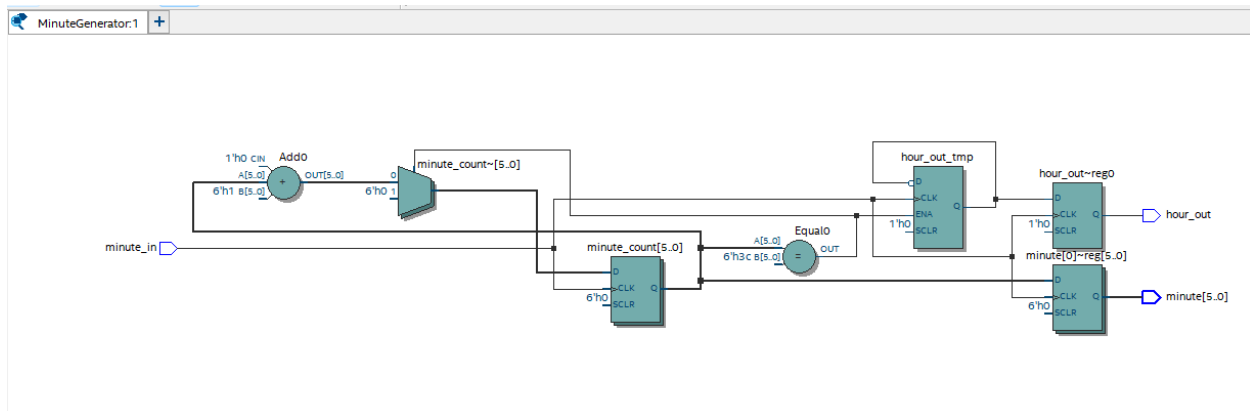 MinuteGenerator:1
+
1'h0 CIN
Add0
A[5..0]
OUT[5..0]
6'h1 B[5..0]
+
minute_count~[5..0]
0
6'h0 1
minute_in
minute_count[5..0]
D
CLK
Q
6'h0
SCLR
A[5..0]
Equal0
OUT
6'h3C B[5..0]
=
hour_out_tmp
D
CLK
Q
ENA
1'h0
SCLR
hour_out~reg0
D
CLK
Q
1'h0
SCLR
hour_out
minute[0]~reg[5..0]
D
CLK
Q
6'h0
SCLR
minute[5..0]